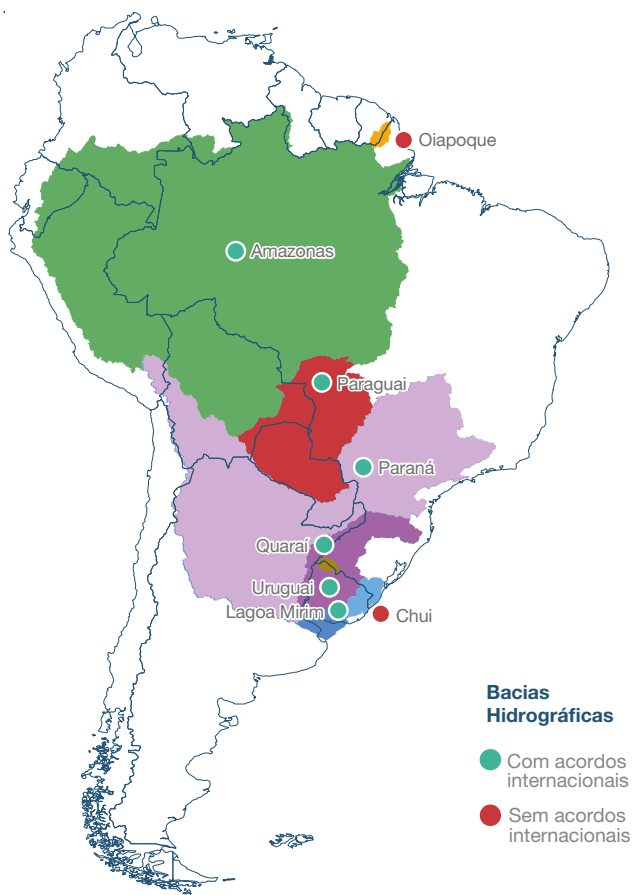 Oiapoque
Amazonas
Paraguai
Paraná
Quaraí
Uruguai
Lagoa Mirim
Chui
Bacias
Hidrográficas
Com acordos
internacionais
Sem acordos
internacionais